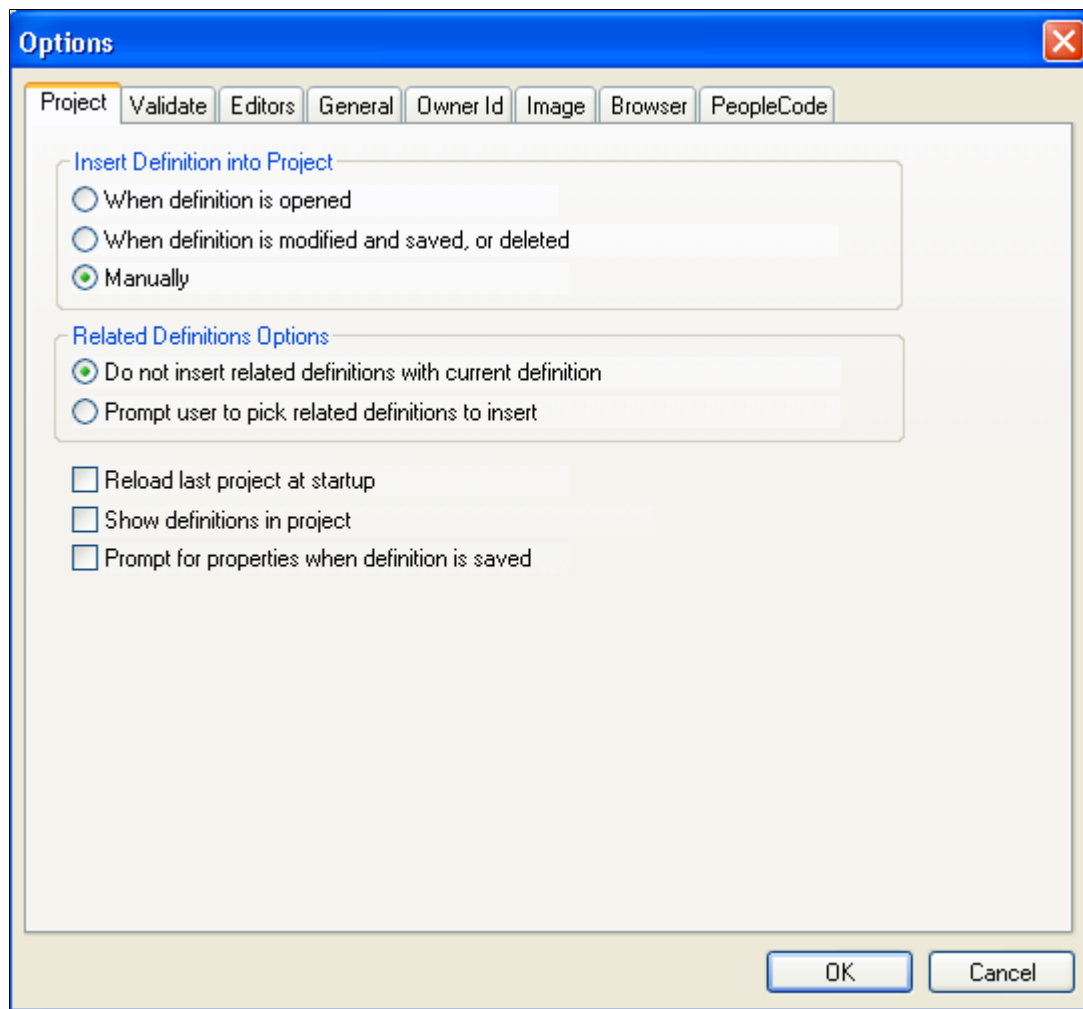 Options
Project Validate Editors General Owner Id Image Browser PeopleCode
Insert Definition into Project
When definition is opened
When definition is modified and saved, or deleted
Manually
Related Definitions Options
Do not insert related definitions with current definition
Prompt user to pick related definitions to insert
Reload last project at startup
Show definitions in project
Prompt for properties when definition is saved
OK Cancel